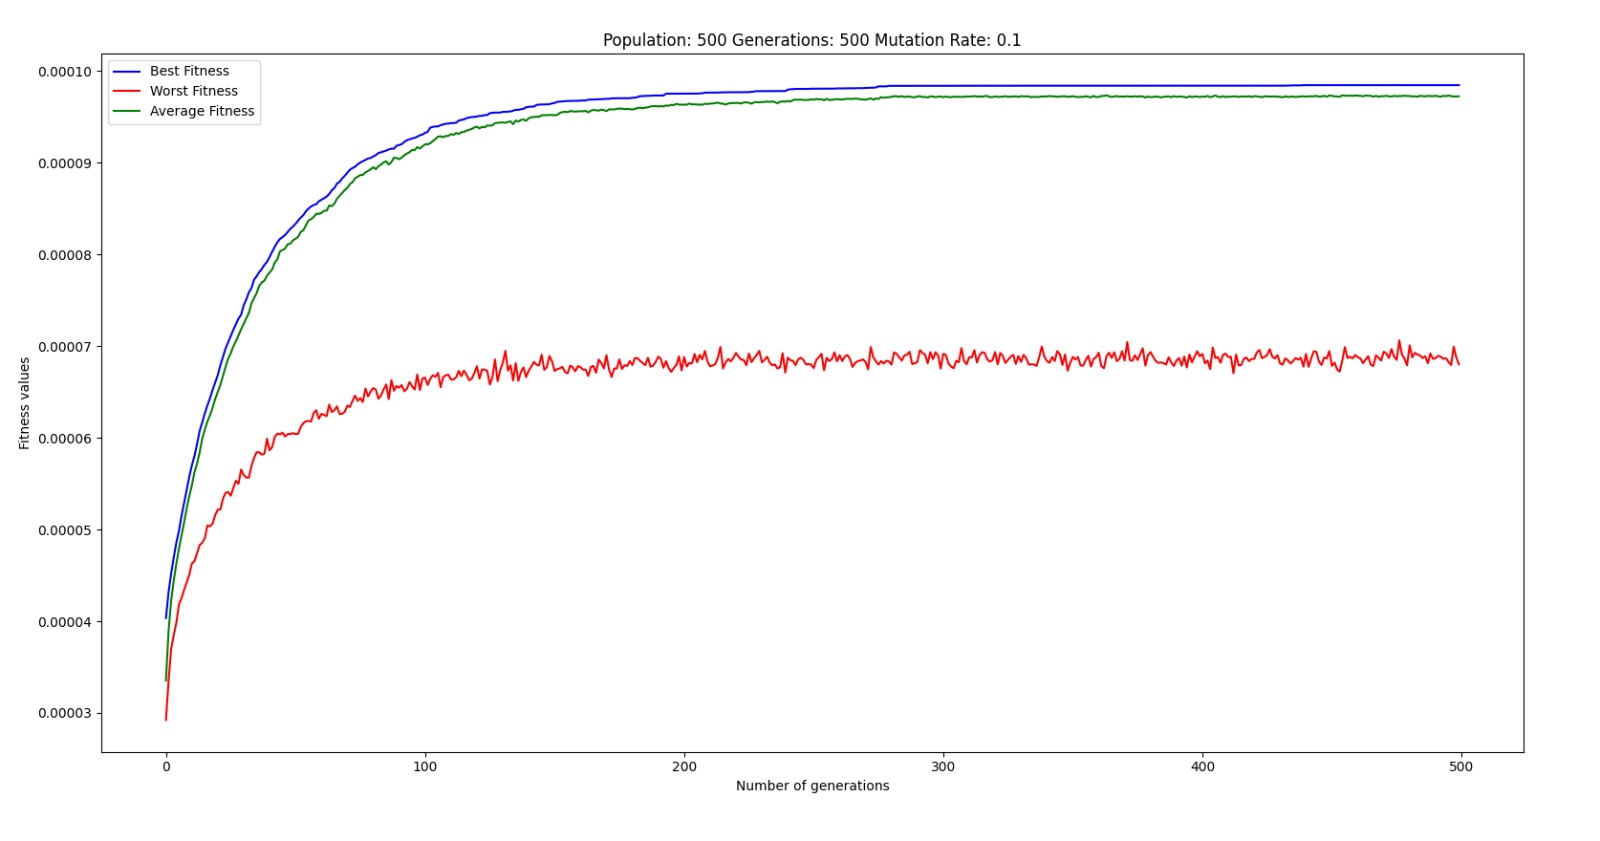 Population: 500 Generations: 500 Mutation Rate: 0.1
Best Fitness
Worst Fitness
Average Fitness
0.00010
0.00009
0.00008
0.00007
0.00006
0.00005
0.00004
0.00003
Fitness values
0 100 200 300 400 500
Number of generations